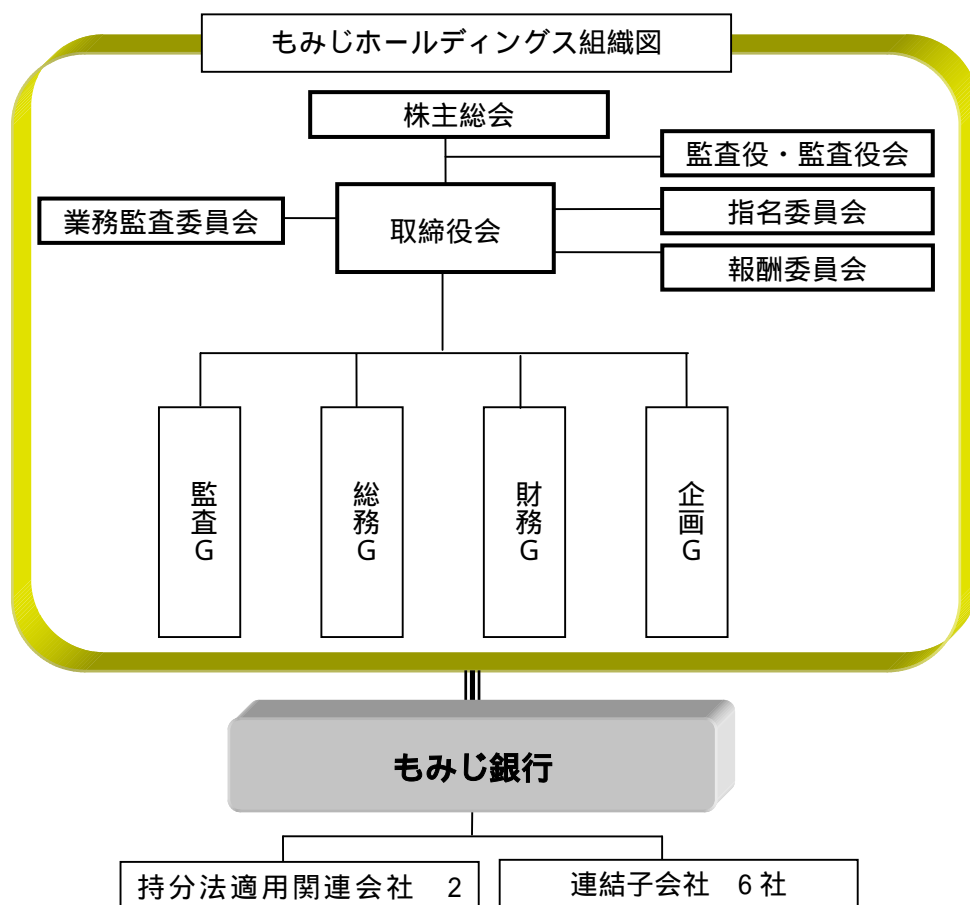 もみじホールディングス組織図
株主総会
監査役・監査役会
業務監査委員会
取締役会
指名委員会
報酬委員会
監査G
総務G
財務G
企画G
もみじ銀行
持分法適用関連会社 2
連結子会社 6社